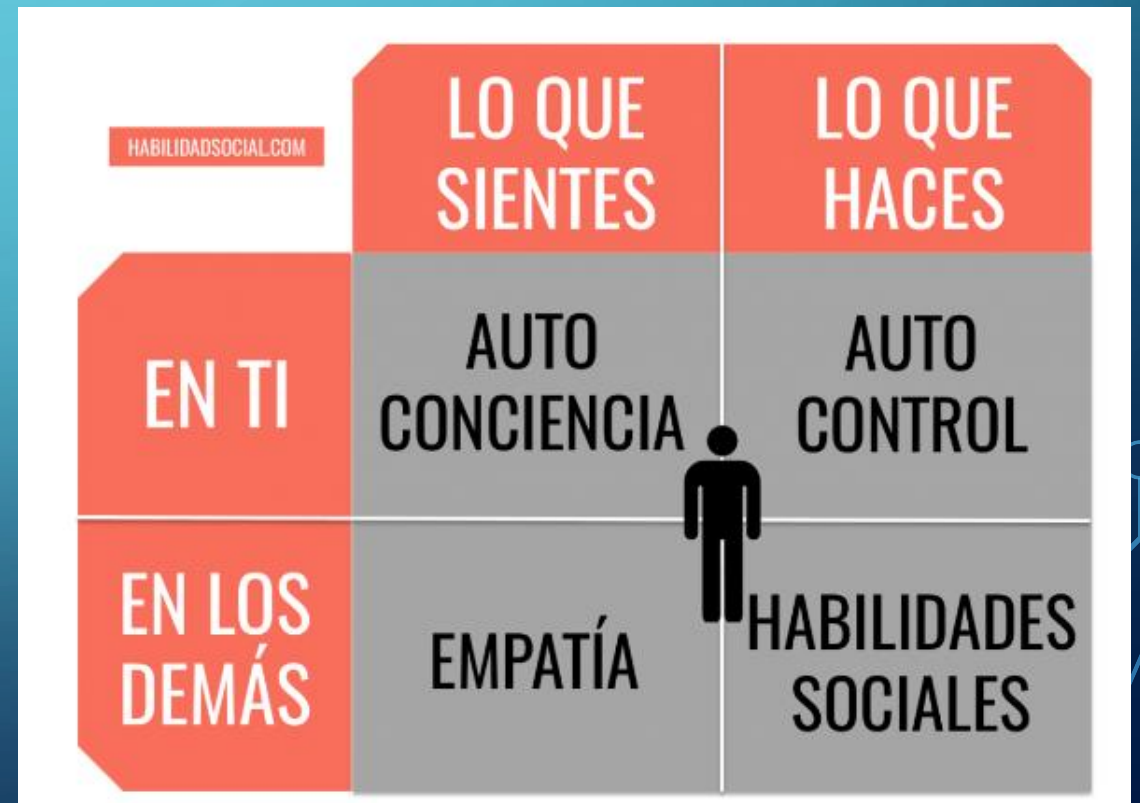 HABILIDADSOCIAL.COM
LO QUE
SIENTES
LO QUE
HACES
EN TI
AUTO
CONCIENCIA
AUTO
CONTROL
EN LOS
DEMÁS
EMPATÍA
HABILIDADES
SOCIALES